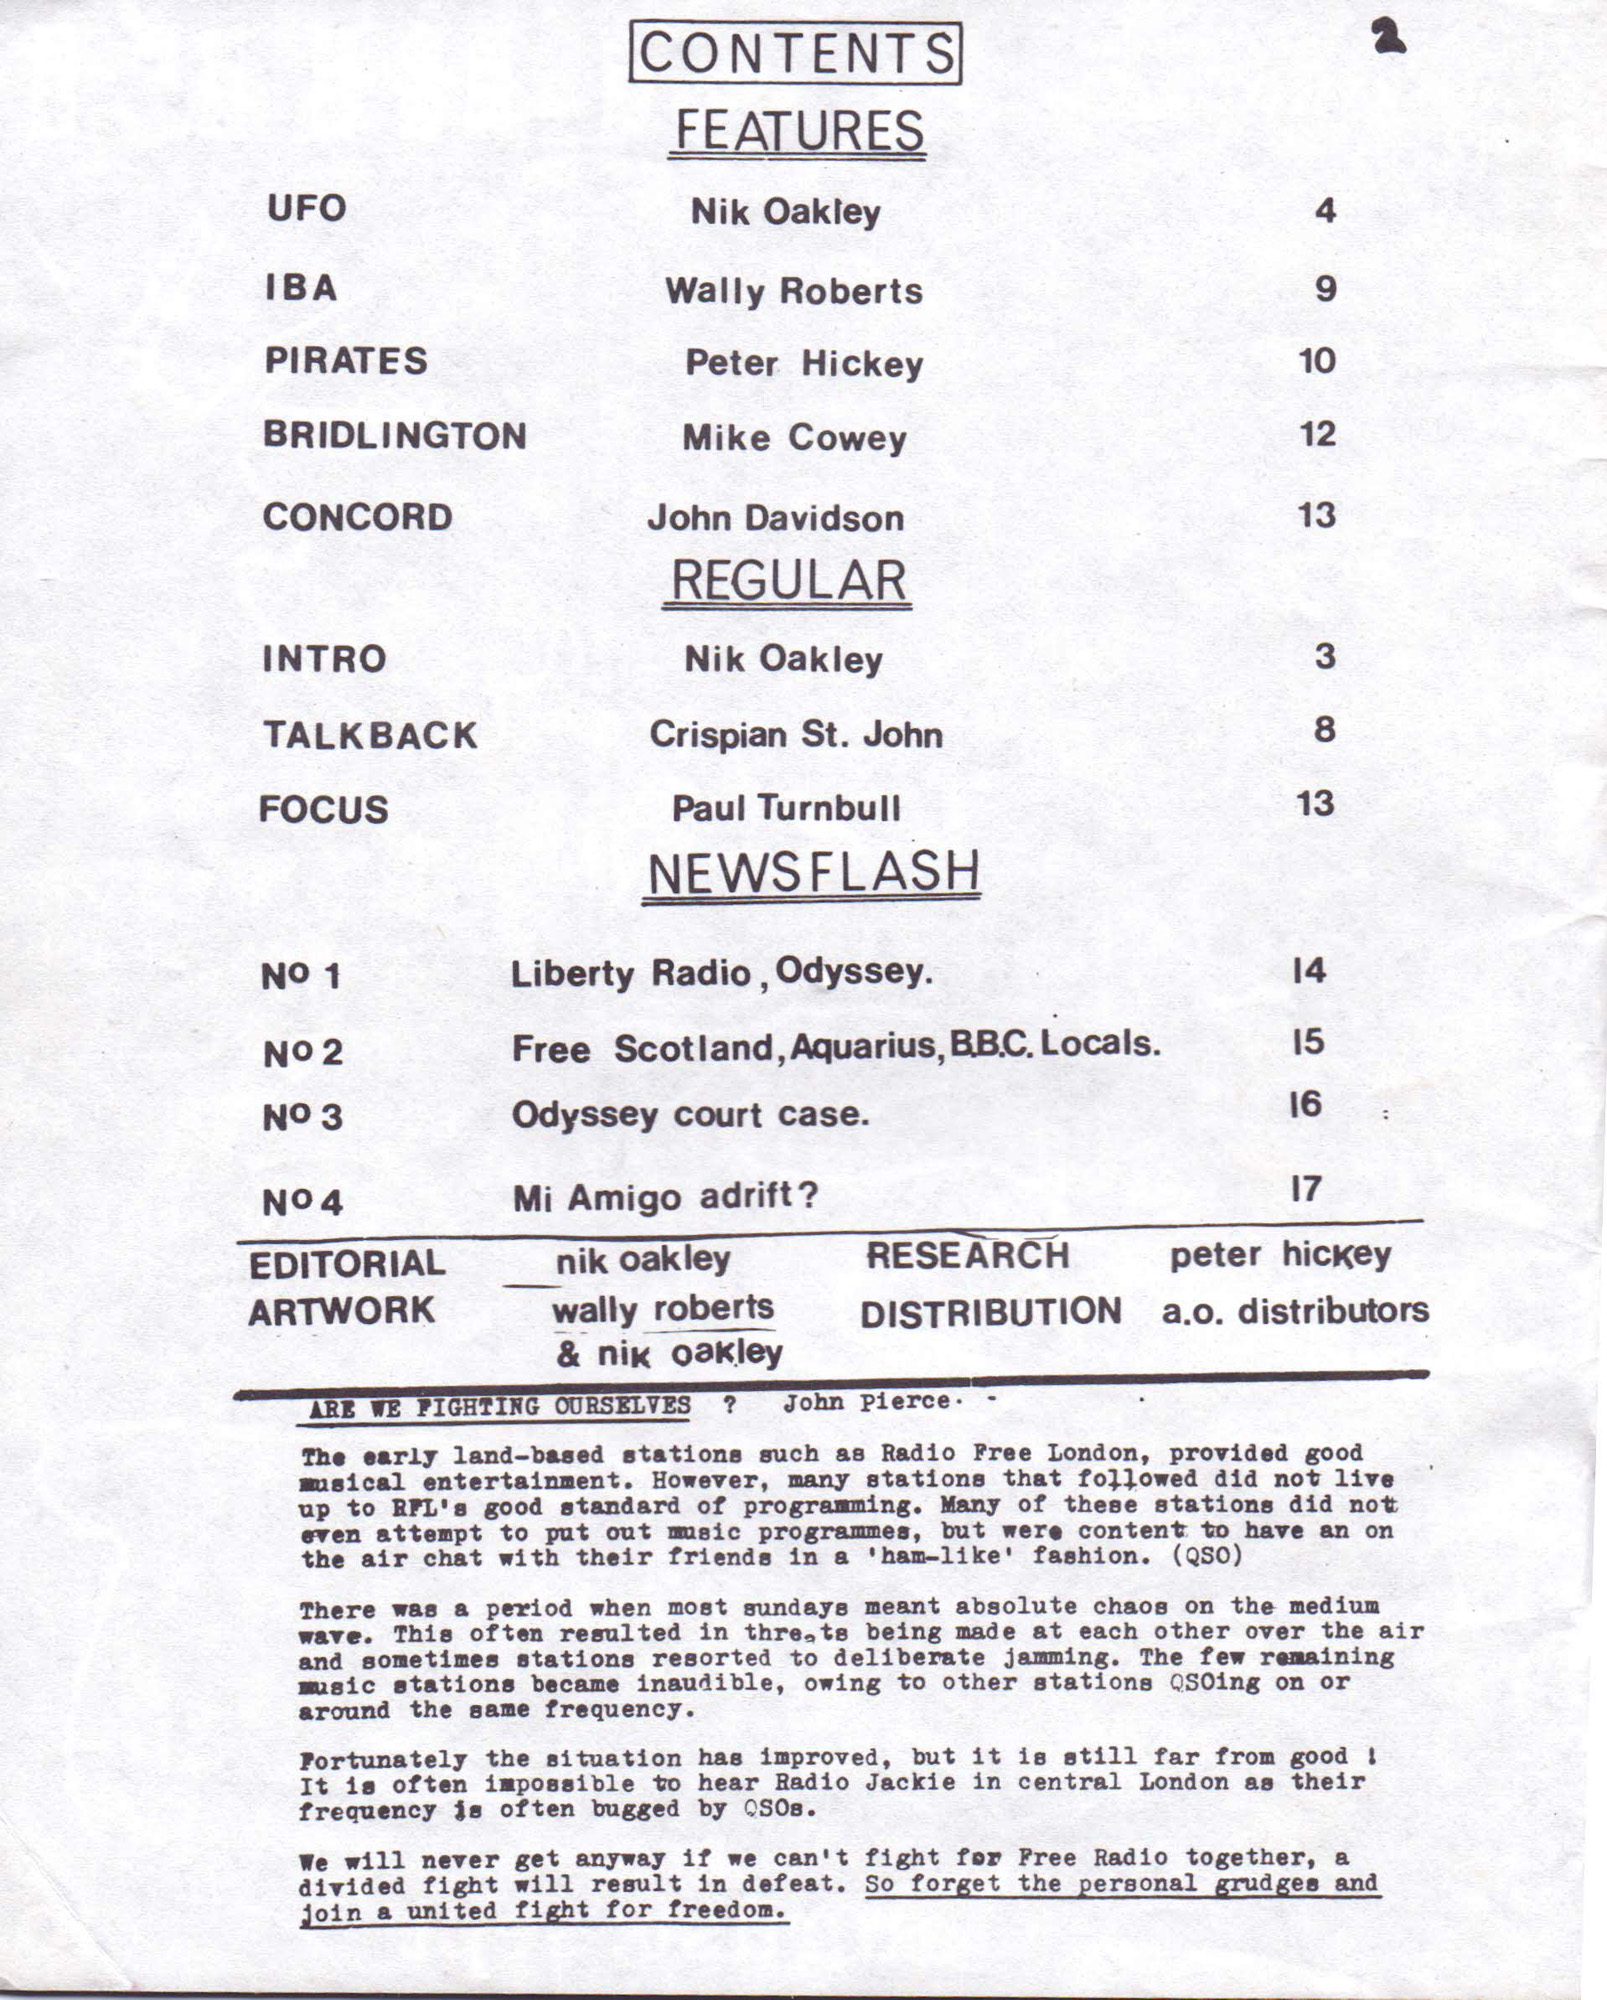 2
CONTENTS
FEATURES
UFO Nik Oakley 4
IBA Wally Roberts 9
PIRATES Peter Hickey 10
BRIDLINGTON Mike Cowey 12
CONCORD John Davidson 13
REGULAR
INTRO Nik Oakley 3
TALKBACK Crispian St. John 8
FOCUS Paul Turnbull 13
NEWSFLASH
No 1 Liberty Radio, Odyssey. 14
No 2 Free Scotland, Aquarius, B.B.C. Locals. 15
No 3 Odyssey court case. 16
No 4 Mi Amigo adrift? 17
EDITORIAL nik oakley RESEARCH peter hickey
ARTWORK wally roberts DISTRIBUTION a.o. distributors
& nik oakley
ARE WE FIGHTING OURSELVES ? John Pierce. -
The early land-based stations such as Radio Free London, provided good
musical entertainment. However, many stations that followed did not live
up to RFL's good standard of programming. Many of these stations did not
even attempt to put out music programmes, but were content to have an on
the air chat with their friends in a 'ham-like' fashion. (QSO)
There was a period when most sundays meant absolute chaos on the medium
wave. This often resulted in threats being made at each other over the air
and sometimes stations resorted to deliberate jamming. The few remaining
music stations became inaudible, owing to other stations QSOing on or
around the same frequency.
Fortunately the situation has improved, but it is still far from good !
It is often impossible to hear Radio Jackie in central London as their
frequency is often bugged by QSOs.
We will never get anyway if we can't fight for Free Radio together, a
divided fight will result in defeat. So forget the personal grudges and
join a united fight for freedom.